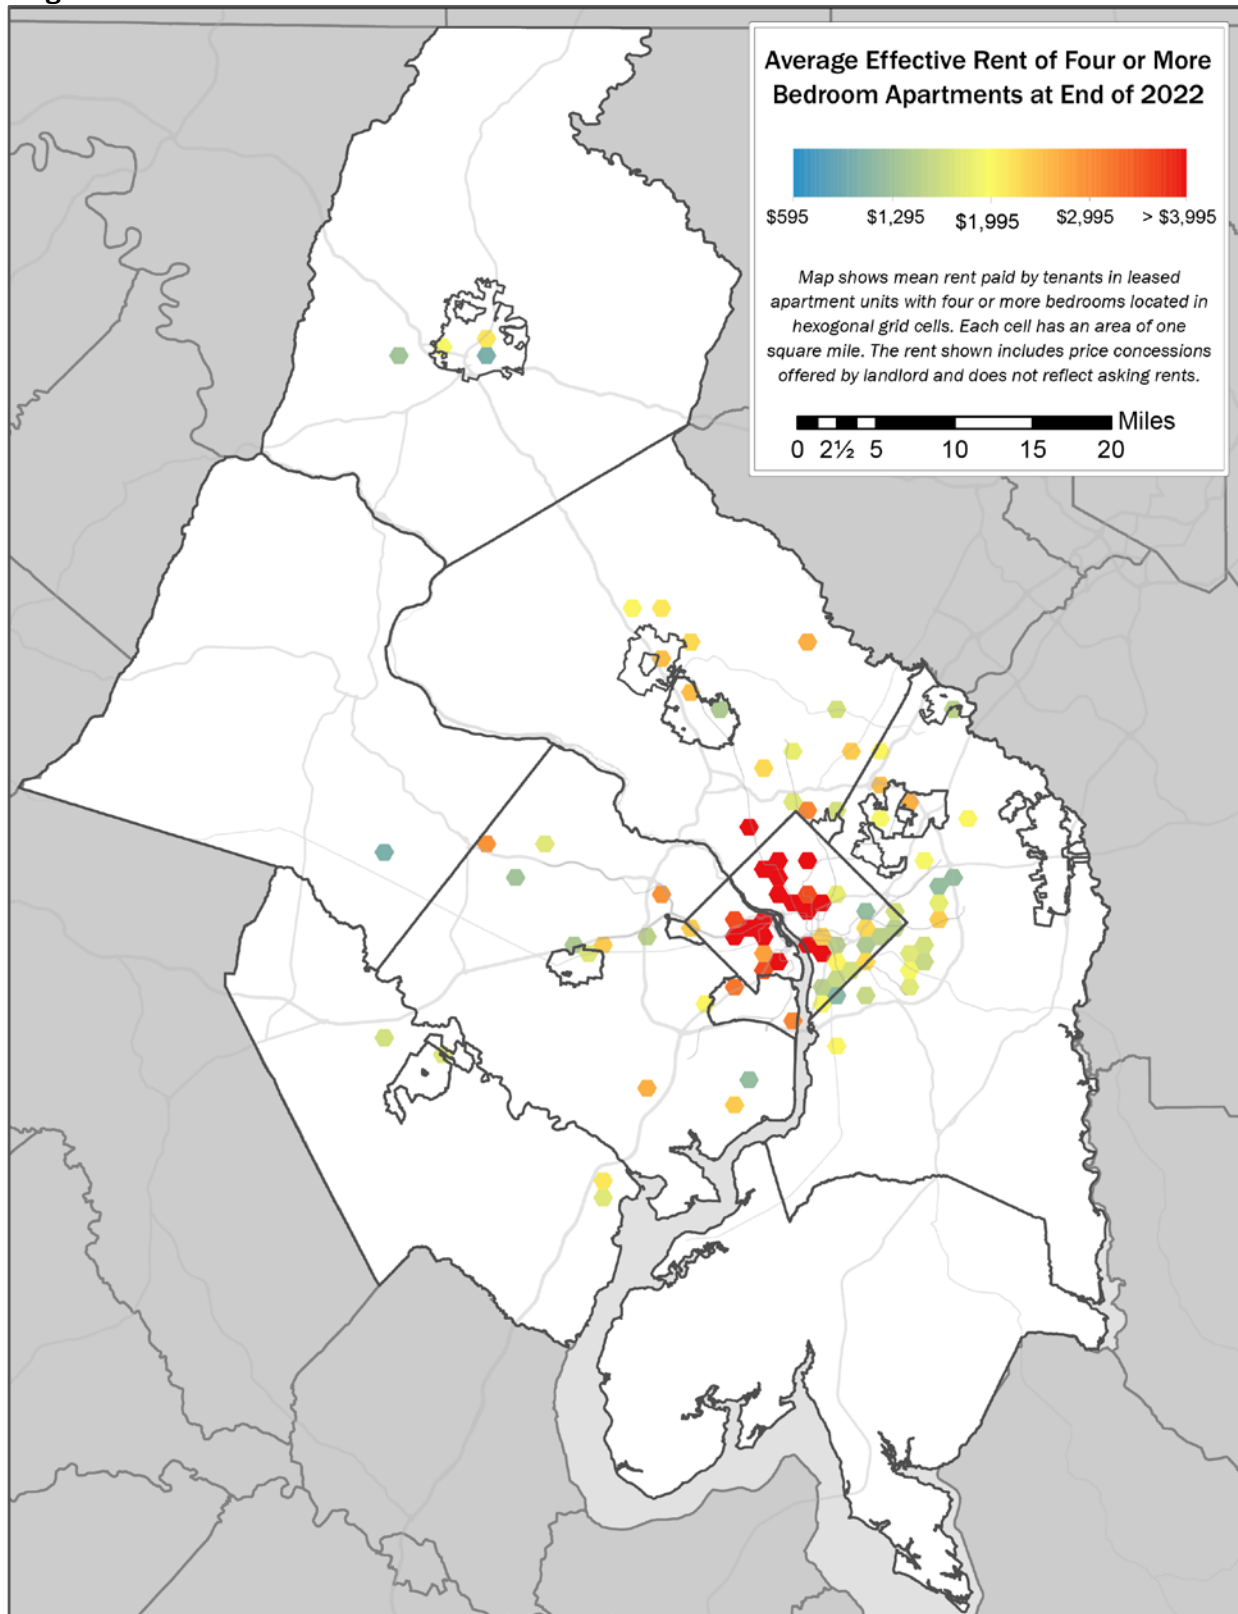 Average Effective Rent of Four or More
Bedroom Apartments at End of 2022
$595 $1,295 $1,995 $2,995 > $3,995
Map shows mean rent paid by tenants in leased
apartment units with four or more bedrooms located in
hexogonal grid cells. Each cell has an area of one
square mile. The rent shown includes price concessions
offered by landlord and does not reflect asking rents.
Miles
0 2½ 5 10 15 20